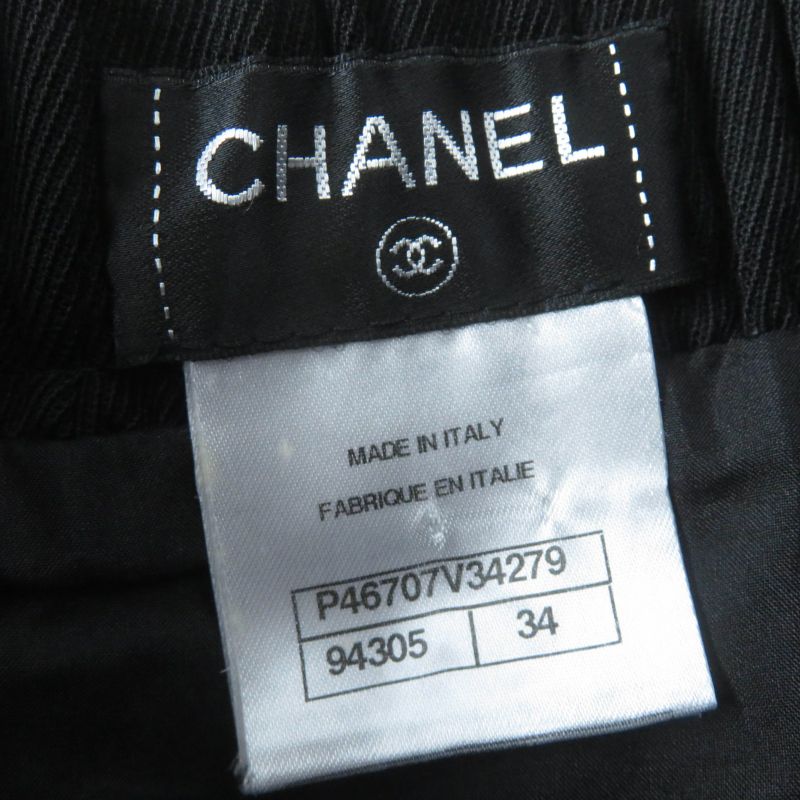 CHANEL
MADE IN ITALY
FABRIQUE EN ITALIE
P46707V34279
94305 34